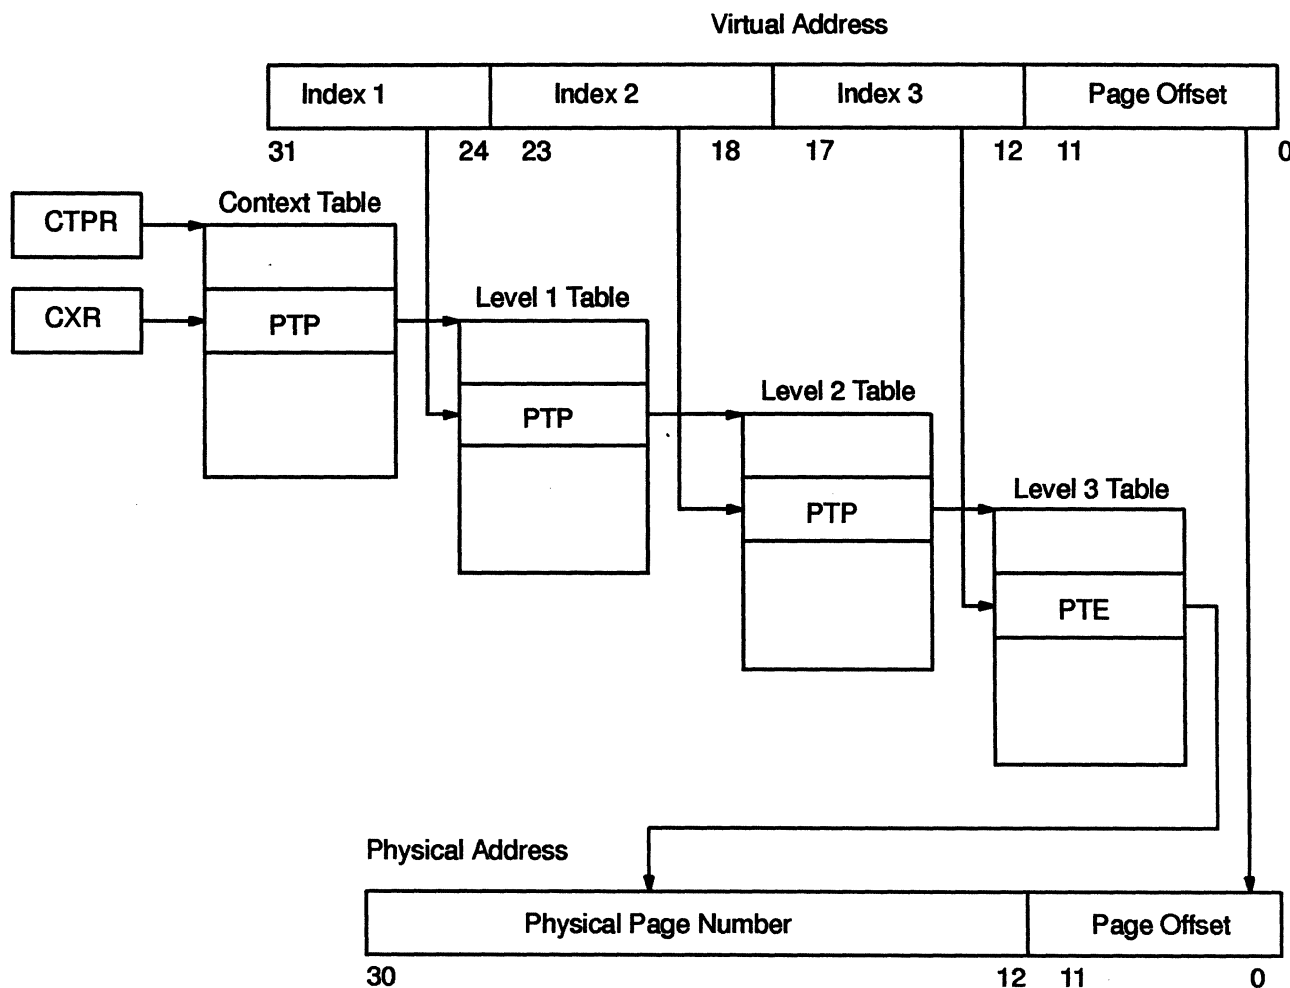 Virtual Address
Index 1 Index 2 Index 3 Page Offset
31 24 23 18 17 12 11 0
CTPR
Context Table
CXR
PTP
Level 1 Table
PTP
Level 2 Table
PTP
Level 3 Table
PTE
Physical Address
Physical Page Number Page Offset
30 12 11 0